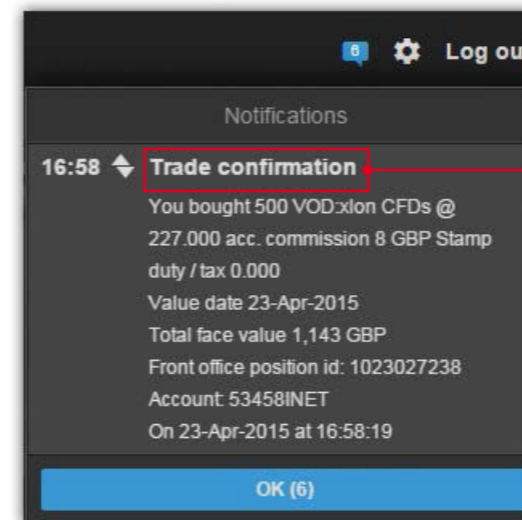 6 Log ou
Notifications
16:58 Trade confirmation
You bought 500 VOD:xlon CFDs @
227.000 acc. commission 8 GBP Stamp
duty / tax 0.000
Value date 23-Apr-2015
Total face value 1,143 GBP
Front office position id: 1023027238
Account: 53458INET
On 23-Apr-2015 at 16:58:19
OK (6)